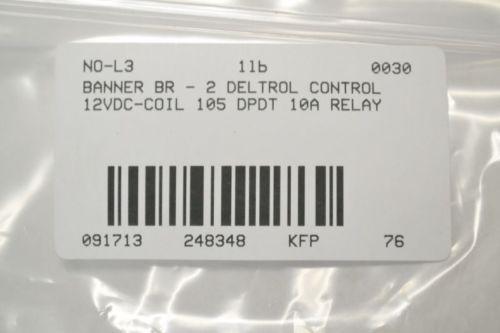 NO-L3 1lb 0030
BANNER BR - 2 DELTROL CONTROL
12VDC-COIL 105 DPDT 10A RELAY
091713 248348 KFP 76